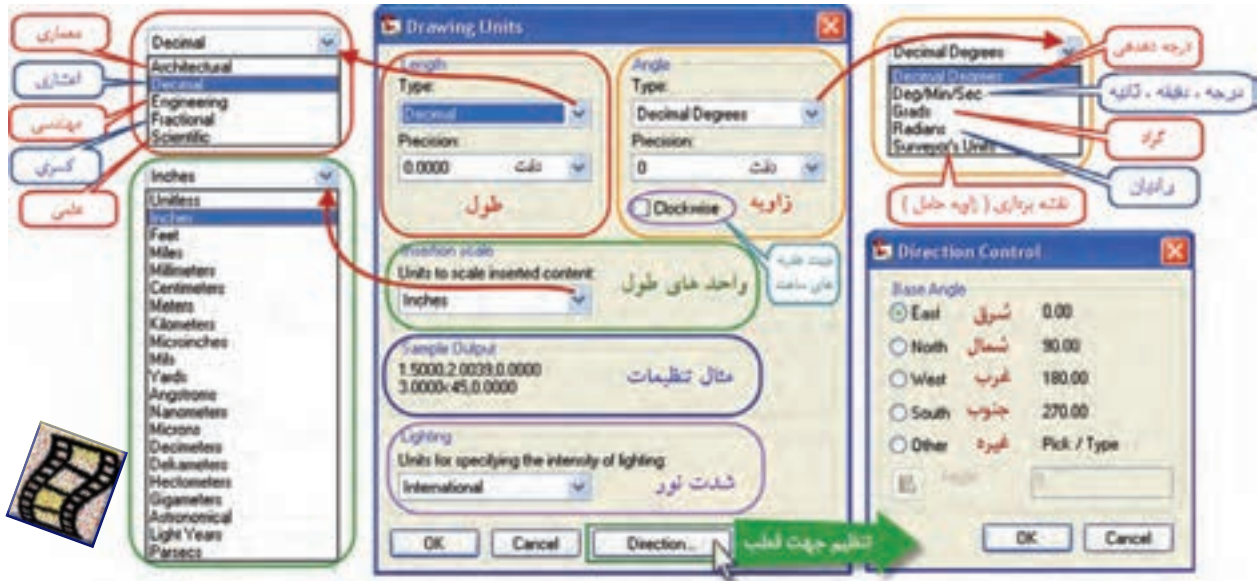 معماری
اعشاری
مهندسی
کسری
علمی
Decimal
Architectural
Decimal
Engineering
Fractional
Scientific
Inches
Unitless
Inches
Feet
Miles
Millimeters
Centimeters
Meters
Kilometers
Microinches
Mils
Yards
Angstroms
Nanometers
Microns
Decimeters
Dekameters
Hectometers
Gigameters
Astronomical
Light Years
Parsecs
Drawing Units
Length
Type:
Decimal
Precision:
0.0000 دقت
طول
Angle
Type:
Decimal Degrees
Precision:
0 دقت
Clockwise زاویه
جهت عقربه
های ساعت
Insertion scale
Units to scale inserted content:
Inches
واحد های طول
Sample Output
1.5000,2.0039,0.0000
3.0000<45,0.0000
مثال تنظیمات
Lighting
Units for specifying the intensity of lighting:
International
شدت نور
OK Cancel Direction...
تنظیم جهت قطب
Decimal Degrees
Decimal Degrees
Deg/Min/Sec
Grads
Radians
Surveyor's Units
درجه دهدهی
درجه ، دقیقه ، ثانیه
گراد
رادیان
نقشه برداری ( زاویه حامل )
Direction Control
Base Angle
East شرق 0.00
North شمال 90.00
West غرب 180.00
South جنوب 270.00
Other غیره Pick / Type
Angle:
OK Cancel